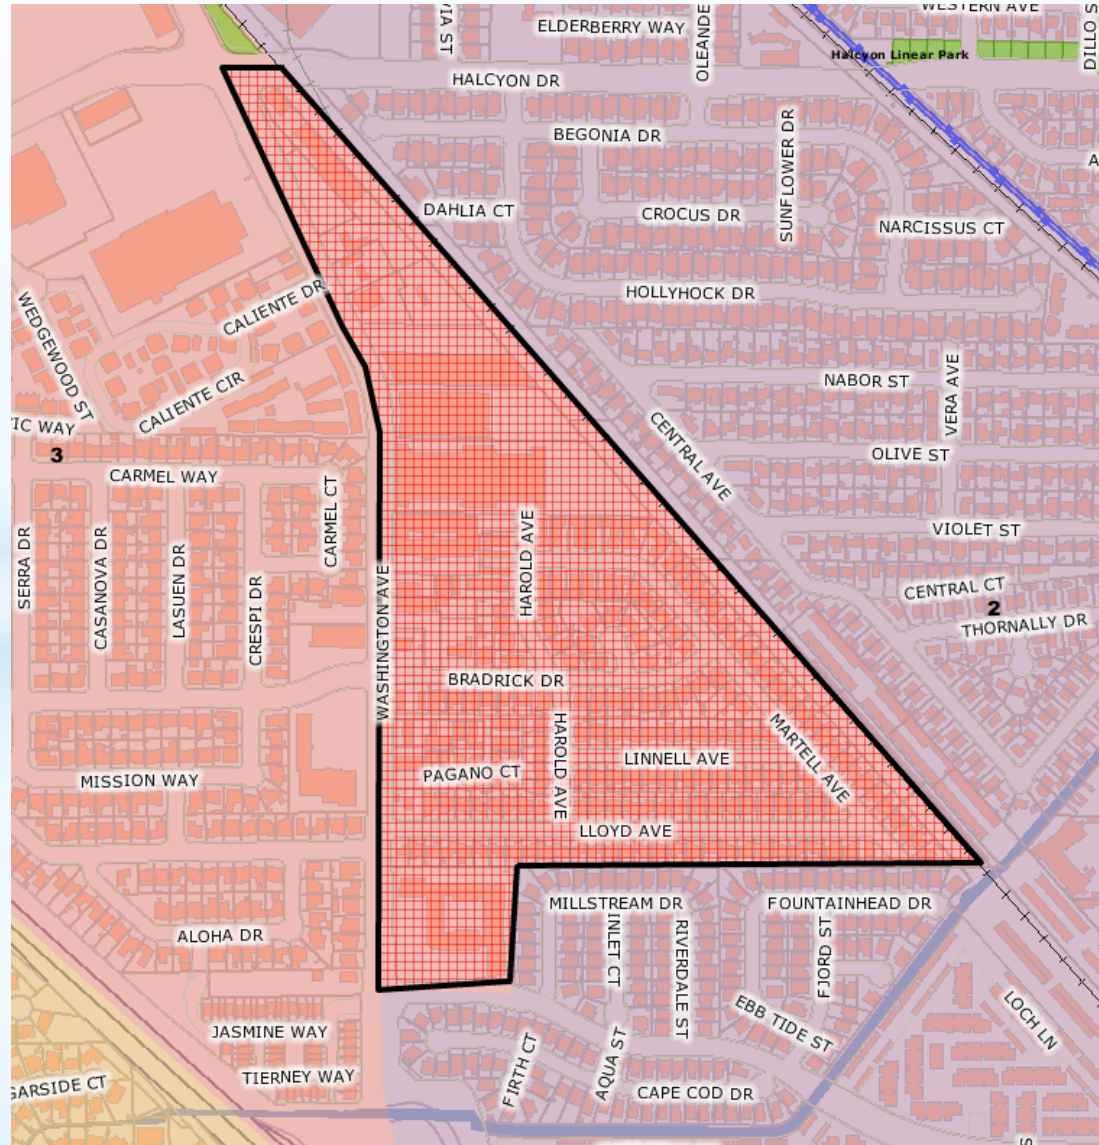 WESTERN AVE
ELDERBERRY WAY
Halcyon Linear Park
HALCYON DR
BEGONIA DR
SUNFLOWER DR
DAHLIA CT
CROCUS DR
NARCISSUS CT
CALIENTE DR
HOLLYHOCK DR
WEDGEWOOD ST
CALIENTE CIR
NABOR ST
VERA AVE
IC WAY
3
CENTRAL AVE
OLIVE ST
CARMEL WAY
CARMEL CT
VIOLET ST
SERRA DR
CASANOVA DR
LASUEN DR
CRESPI DR
HAROLD AVE
WASHINGTON AVE
CENTRAL CT
2
THORNALLY DR
BRADRICK DR
HAROLD AVE
MARTELL AVE
LINNELL AVE
PAGANO CT
MISSION WAY
LLOYD AVE
MILLSTREAM DR
FOUNTAINHEAD DR
INLET CT
RIVERDALE ST
FJORD ST
ALOHA DR
EBB TIDE ST
LOCH LN
JASMINE WAY
FIRTH CT
AQUA ST
TIERNEY WAY
GARSIDE CT
CAPE COD DR
VIA ST
OLEANDE
DILLO S